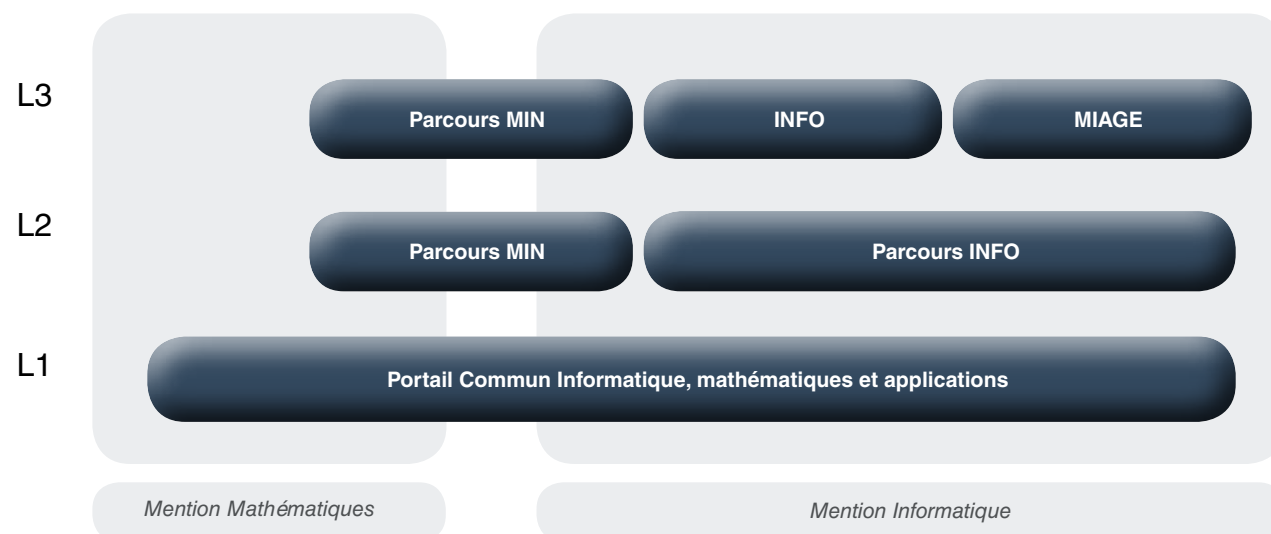 L3
Parcours MIN
INFO
MIAGE
L2
Parcours MIN
Parcours INFO
L1
Portail Commun Informatique, mathématiques et applications
Mention Mathématiques
Mention Informatique